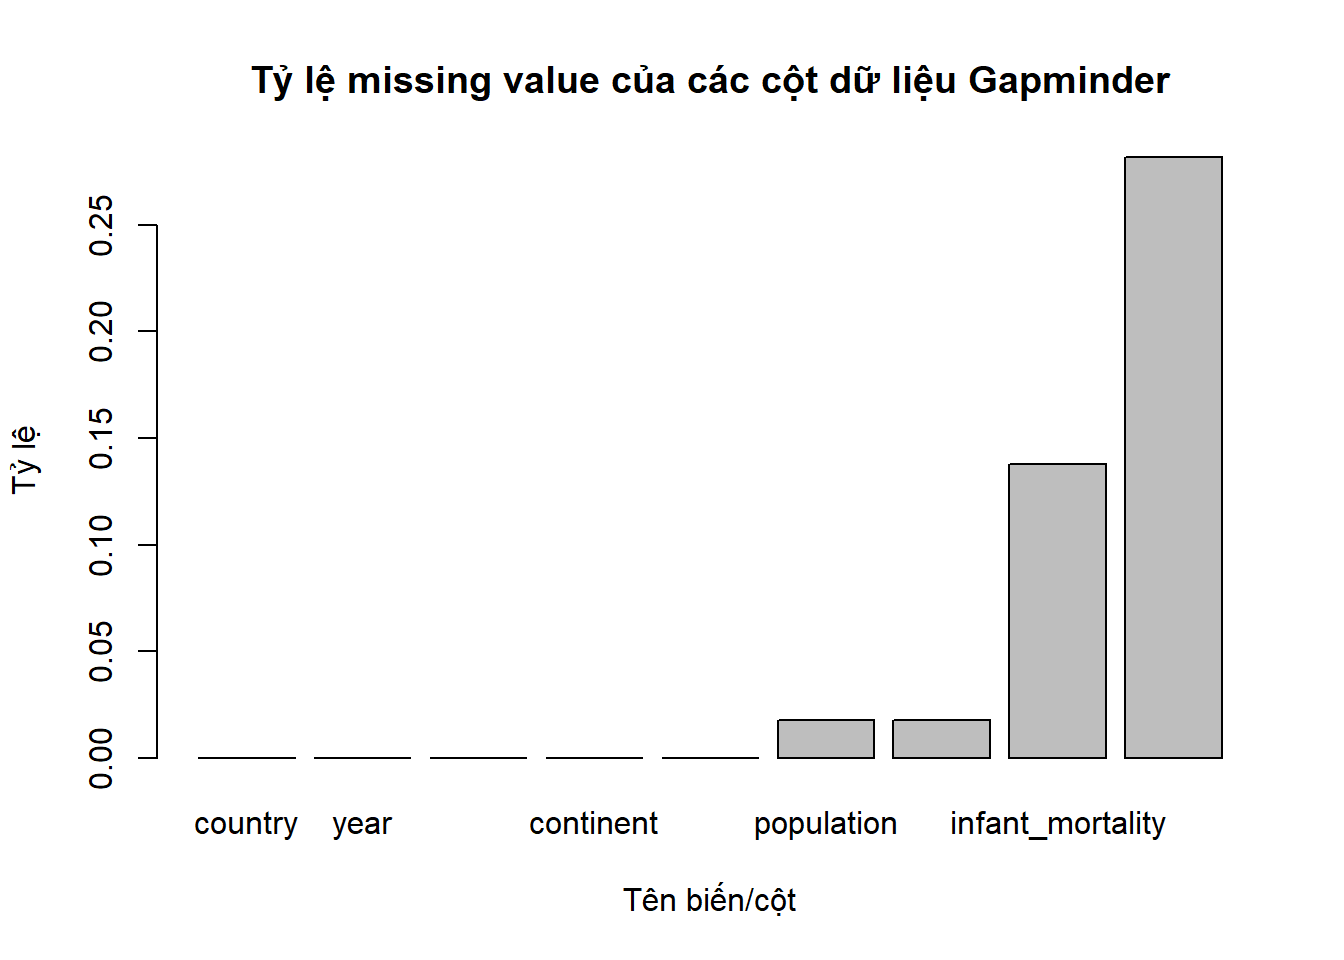 Tỷ lệ missing value của các cột dữ liệu Gapminder
Tỷ lệ
0.25
0.20
0.15
0.10
0.05
0.00
country year continent population infant_mortality
Tên biến/cột